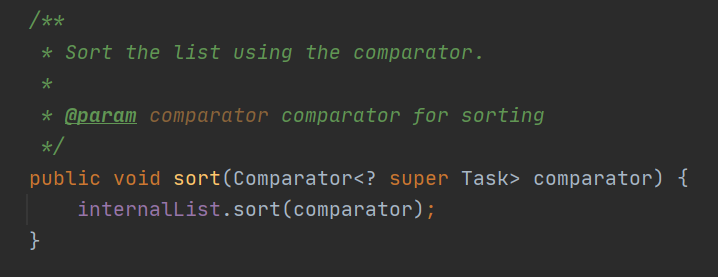 /**
* Sort the list using the comparator.
*
* @param comparator comparator for sorting
*/
public void sort(Comparator<? super Task> comparator) {
internalList.sort(comparator);
}